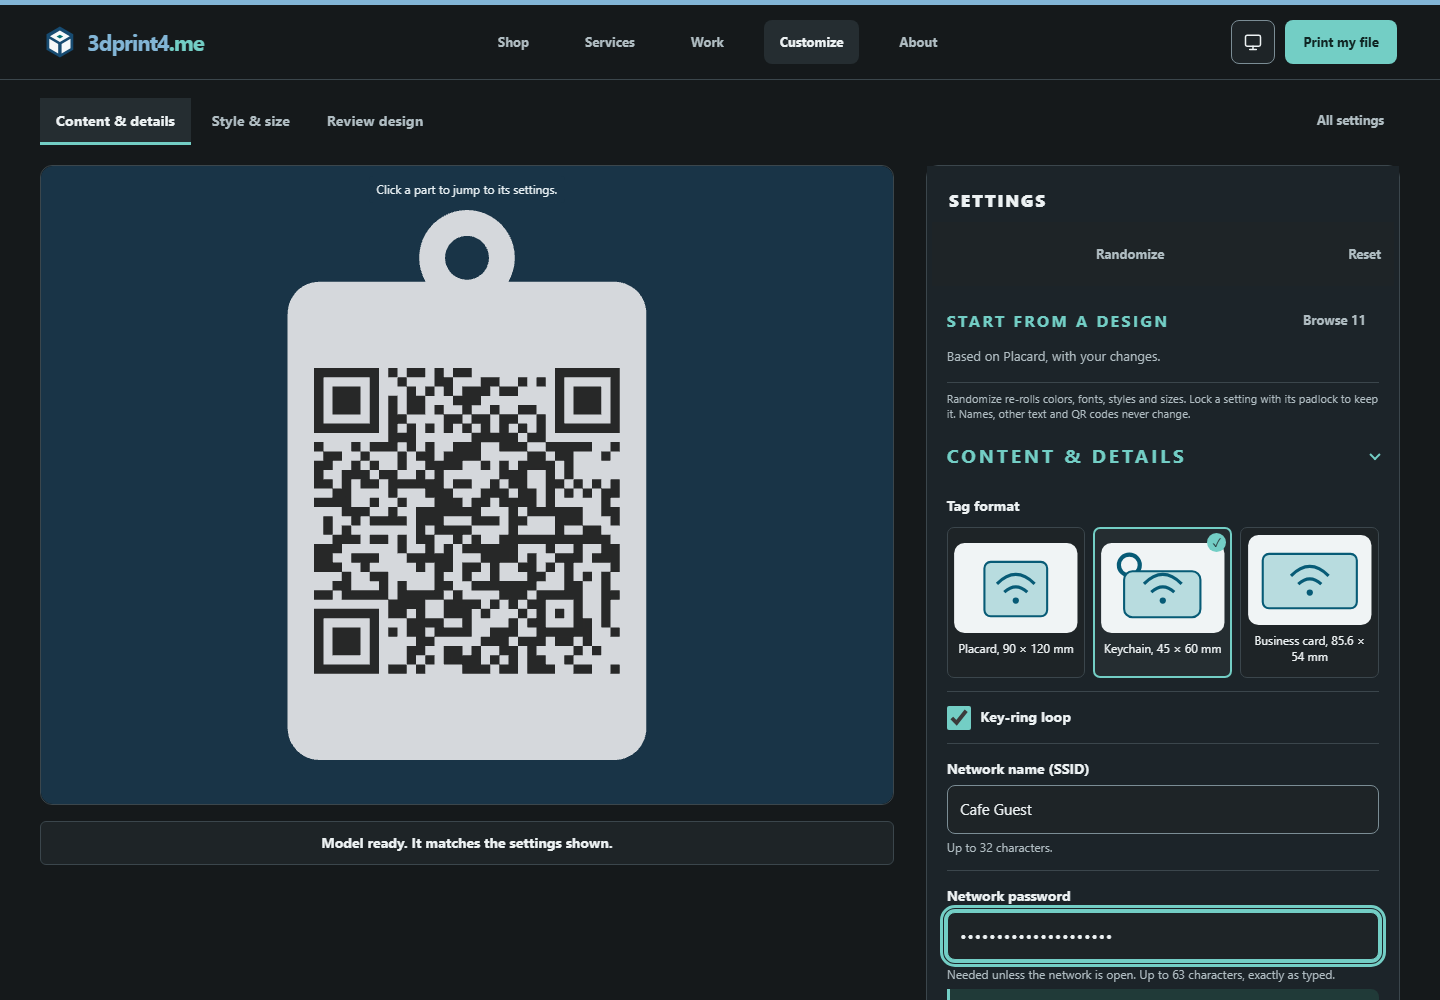 3dprint4.me
Shop
Services
Work
Customize
About
Print my file
Content & details
Style & size
Review design
All settings
Click a part to jump to its settings.
Model ready. It matches the settings shown.
SETTINGS
Randomize
Reset
START FROM A DESIGN
Browse 11
Based on Placard, with your changes.
Randomize re-rolls colors, fonts, styles and sizes. Lock a setting with its padlock to keep
it. Names, other text and QR codes never change.
CONTENT & DETAILS
Tag format
Placard, 90 × 120 mm
Keychain, 45 × 60 mm
Business card, 85.6 ×
54 mm
Key-ring loop
Network name (SSID)
Cafe Guest
Up to 32 characters.
Network password
•••••••••••••••••••••
Needed unless the network is open. Up to 63 characters, exactly as typed.